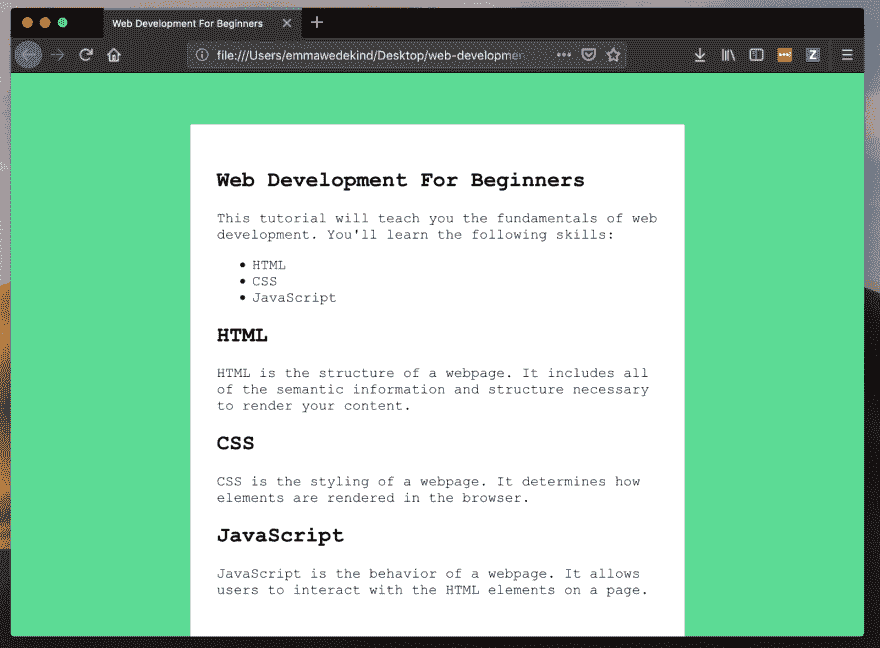 Web Development For Beginners
file:///Users/emmawedekind/Desktop/web-developmen
Z
Web Development For Beginners
This tutorial will teach you the fundamentals of web
development. You'll learn the following skills:
HTML
CSS
JavaScript
HTML
HTML is the structure of a webpage. It includes all
of the semantic information and structure necessary
to render your content.
CSS
CSS is the styling of a webpage. It determines how
elements are rendered in the browser.
JavaScript
JavaScript is the behavior of a webpage. It allows
users to interact with the HTML elements on a page.